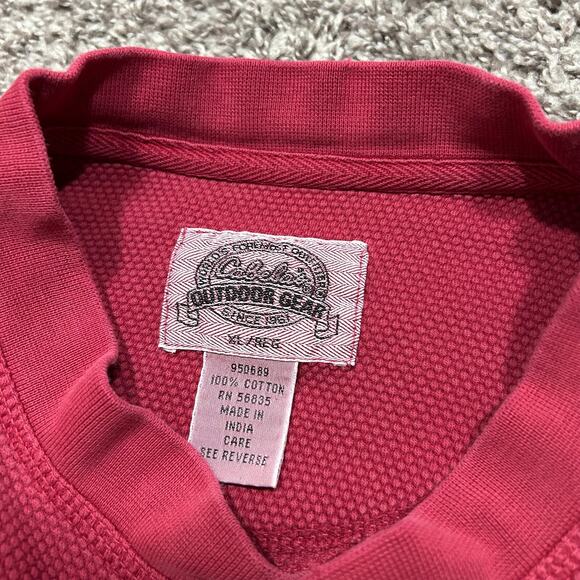 WORLD'S FOREMOST OUTFITTERS
Cabela's
OUTDOOR GEAR
SINCE 1961
XL/REG
950689
100% COTTON
RN 56835
MADE IN
INDIA
CARE
SEE REVERSE